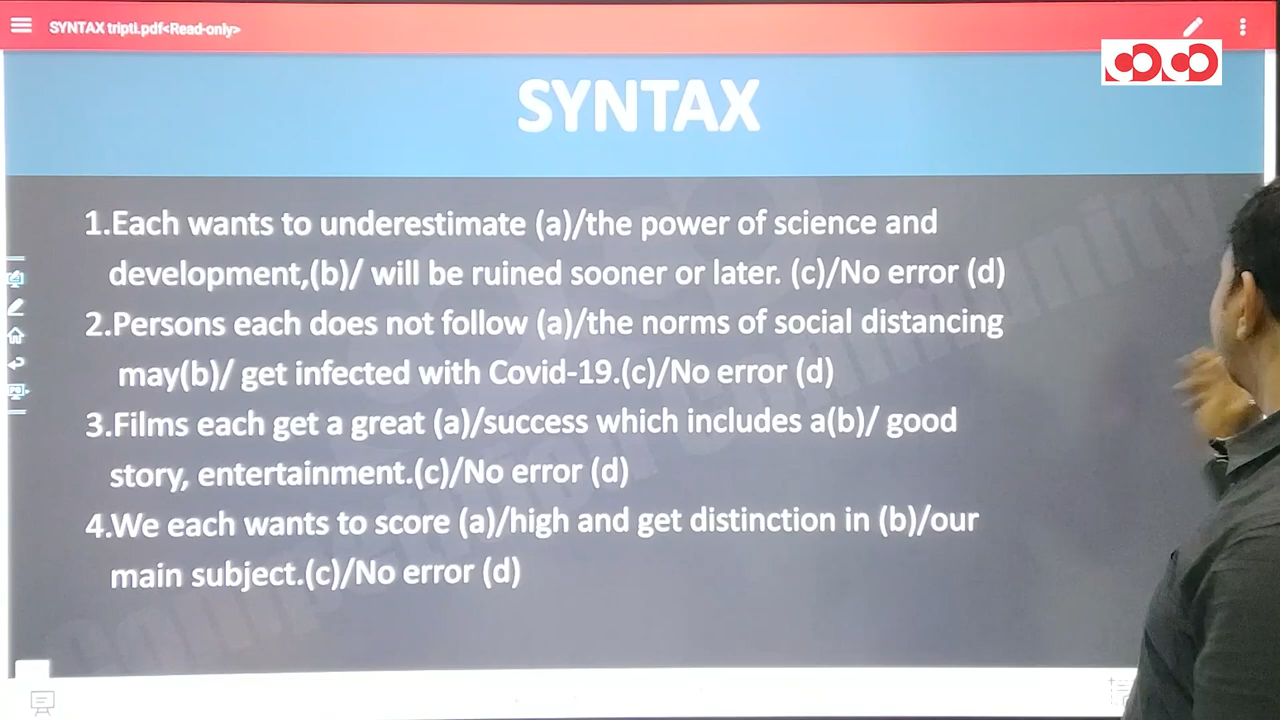 SYNTAX tripti.pdf<Read-only>
SYNTAX
1.Each wants to underestimate (a)/the power of science and
development,(b)/ will be ruined sooner or later. (c)/No error (d)
2.Persons each does not follow (a)/the norms of social distancing
may(b)/ get infected with Covid-19.(c)/No error (d)
3.Films each get a great (a)/success which includes a(b)/ good
story, entertainment.(c)/No error (d)
4.We each wants to score (a)/high and get distinction in (b)/our
main subject.(c)/No error (d)
Competition Community